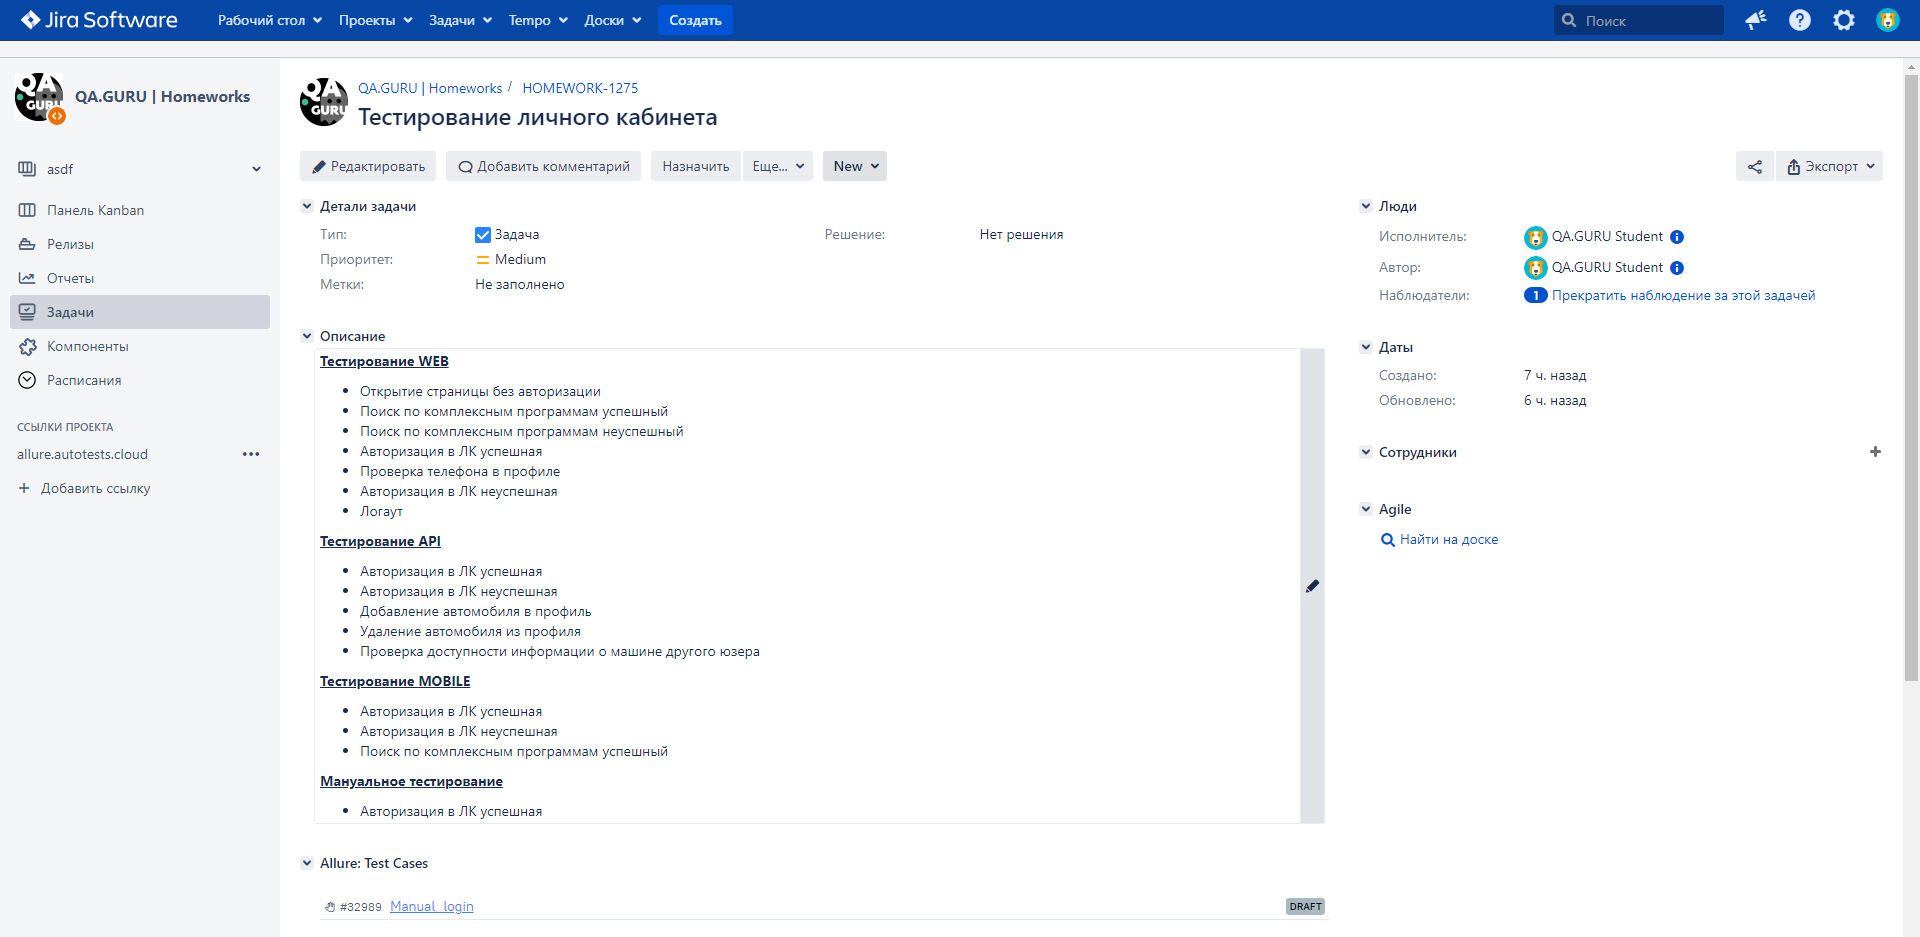 Jira Software
Рабочий стол
Проекты
Задачи
Tempo
Доски
Создать
Поиск
QA GURU
QA.GURU | Homeworks
asdf
Панель Kanban
Релизы
Отчеты
Задачи
Компоненты
Расписания
ССЫЛКИ ПРОЕКТА
allure.autotests.cloud
Добавить ссылку
QA GURU
QA.GURU | Homeworks / HOMEWORK-1275
Тестирование личного кабинета
Редактировать
Добавить комментарий
Назначить
Еще...
New
Экспорт
Детали задачи
Тип: Задача
Решение: Нет решения
Приоритет: Medium
Метки: Не заполнено
Описание
Тестирование WEB
Открытие страницы без авторизации
Поиск по комплексным программам успешный
Поиск по комплексным программам неуспешный
Авторизация в ЛК успешная
Проверка телефона в профиле
Авторизация в ЛК неуспешная
Логаут
Тестирование API
Авторизация в ЛК успешная
Авторизация в ЛК неуспешная
Добавление автомобиля в профиль
Удаление автомобиля из профиля
Проверка доступности информации о машине другого юзера
Тестирование MOBILE
Авторизация в ЛК успешная
Авторизация в ЛК неуспешная
Поиск по комплексным программам успешный
Мануальное тестирование
Авторизация в ЛК успешная
Allure: Test Cases
#32989 Manual_login
DRAFT
Люди
Исполнитель: QA.GURU Student
Автор: QA.GURU Student
Наблюдатели: 1 Прекратить наблюдение за этой задачей
Даты
Создано: 7 ч. назад
Обновлено: 6 ч. назад
Сотрудники
Agile
Найти на доске